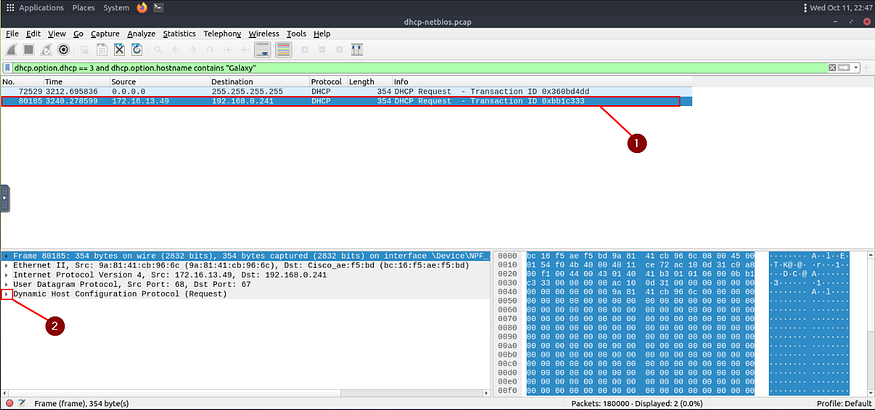 Applications Places System Wed Oct 11, 22:47
dhcp-netbios.pcap
File Edit View Go Capture Analyze Statistics Telephony Wireless Tools Help
dhcp.option.dhcp == 3 and dhcp.option.hostname contains "Galaxy"
No. Time Source Destination Protocol Length Info
72529 3212.695836 0.0.0.0 255.255.255.255 DHCP 354 DHCP Request - Transaction ID 0x360bd4dd
80185 3240.278599 172.16.13.49 192.168.0.241 DHCP 354 DHCP Request - Transaction ID 0xbb1c333
1
Frame 80185: 354 bytes on wire (2832 bits), 354 bytes captured (2832 bits) on interface \Device\NPF_
Ethernet II, Src: 9a:81:41:cb:96:6c (9a:81:41:cb:96:6c), Dst: Cisco_ae:f5:bd (bc:16:f5:ae:f5:bd)
Internet Protocol Version 4, Src: 172.16.13.49, Dst: 192.168.0.241
User Datagram Protocol, Src Port: 68, Dst Port: 67
Dynamic Host Configuration Protocol (Request)
2
0000 bc 16 f5 ae f5 bd 9a 81 41 cb 96 6c 08 00 45 00 ········ A··l··E·
0010 01 54 f0 4b 40 00 40 11 ce 72 ac 10 0d 31 c0 a8 ·T·K@·@· ·r···1··
0020 00 f1 00 44 00 43 01 40 41 b3 01 01 06 00 0b b1 ···D·C·@ A·······
0030 c3 33 00 00 00 00 ac 10 0d 31 00 00 00 00 00 00 ·3······ ·1······
0040 00 00 00 00 00 00 9a 81 41 cb 96 6c 00 00 00 00 ········ A··l····
0050 00 00 00 00 00 00 00 00 00 00 00 00 00 00 00 00 ········ ········
0060 00 00 00 00 00 00 00 00 00 00 00 00 00 00 00 00 ········ ········
0070 00 00 00 00 00 00 00 00 00 00 00 00 00 00 00 00 ········ ········
0080 00 00 00 00 00 00 00 00 00 00 00 00 00 00 00 00 ········ ········
0090 00 00 00 00 00 00 00 00 00 00 00 00 00 00 00 00 ········ ········
00a0 00 00 00 00 00 00 00 00 00 00 00 00 00 00 00 00 ········ ········
00b0 00 00 00 00 00 00 00 00 00 00 00 00 00 00 00 00 ········ ········
00c0 00 00 00 00 00 00 00 00 00 00 00 00 00 00 00 00 ········ ········
00d0 00 00 00 00 00 00 00 00 00 00 00 00 00 00 00 00 ········ ········
00e0 00 00 00 00 00 00 00 00 00 00 00 00 00 00 00 00 ········ ········
00f0 00 00 00 00 00 00 00 00 00 00 00 00 00 00 00 00 ········ ········
Frame (frame), 354 byte(s) Packets: 180000 · Displayed: 2 (0.0%) Profile: Default